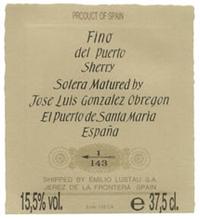 PRODUCT OF SPAIN
Fino
del Puerto
Sherry
Solera Matured by
Jose Luis Gonzalez Obregon
El Puerto de Santa Maria
España
1
143
SHIPPED BY EMILIO LUSTAU S.A.
JEREZ DE LA FRONTERA SPAIN
15,5% vol.
e 37,5 cl.